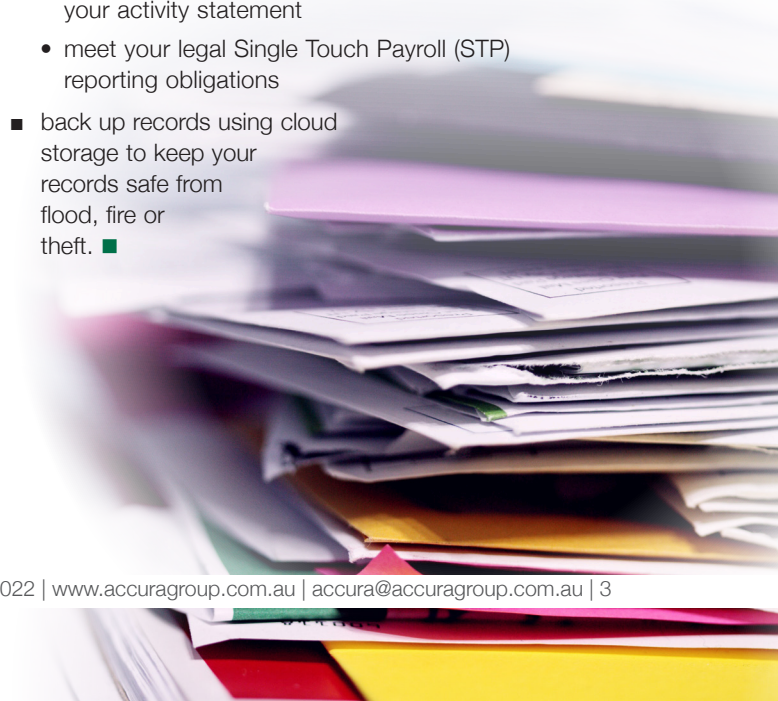 your activity statement
• meet your legal Single Touch Payroll (STP)
reporting obligations
■ back up records using cloud
storage to keep your
records safe from
flood, fire or
theft. ■
022 | www.accuragroup.com.au | accura@accuragroup.com.au | 3